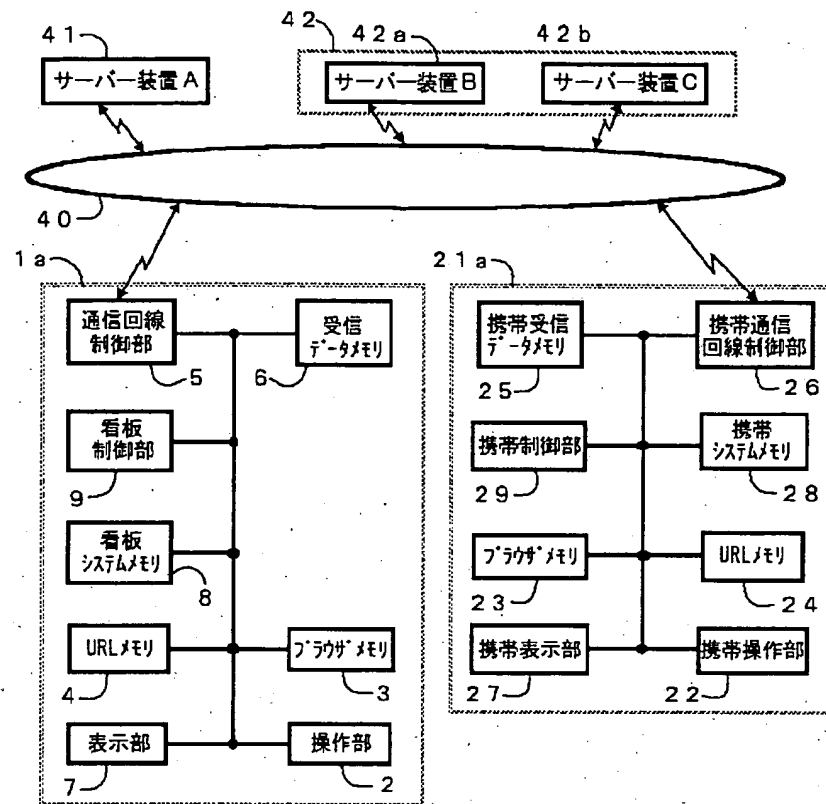 41
サーバー装置A
42
42a
42b
サーバー装置B
サーバー装置C
40
1a
通信回線
制御部
5
受信
データメモリ
6
看板
制御部
9
看板
システムメモリ
8
URLメモリ
4
ブラウザメモリ
3
表示部
7
操作部
2
21a
携帯受信
データメモリ
25
携帯通信
回線制御部
26
携帯制御部
29
携帯
システムメモリ
28
ブラウザメモリ
23
URLメモリ
24
携帯表示部
27
携帯操作部
22